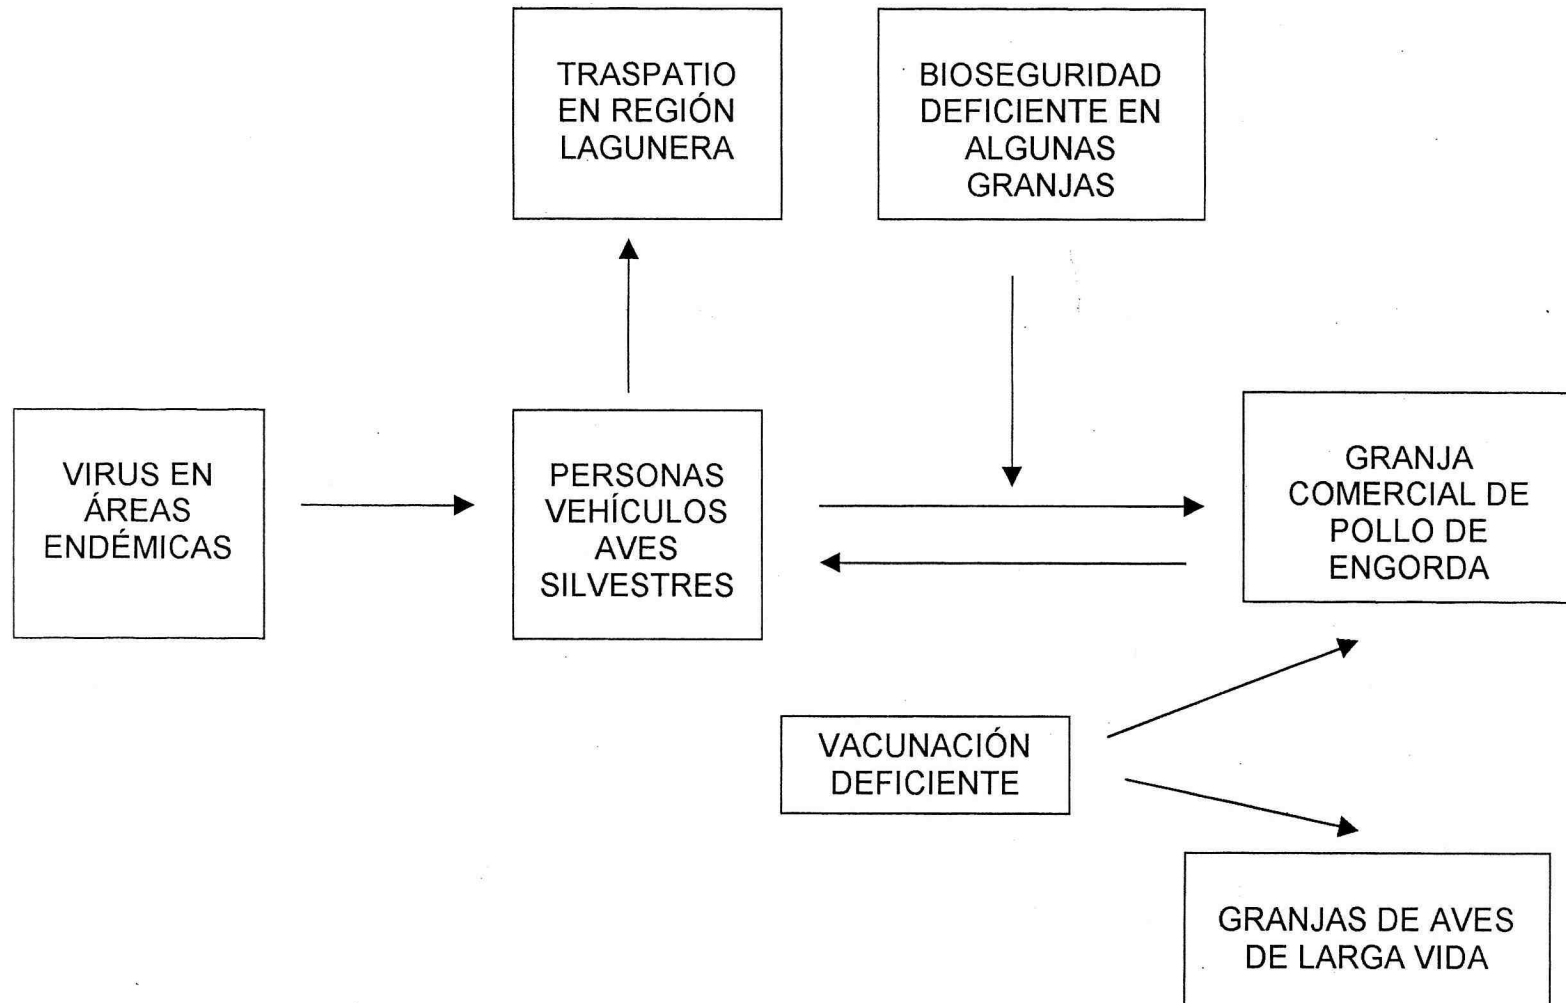 TRASPATIO
EN REGIÓN
LAGUNERA
BIOSEGURIDAD
DEFICIENTE EN
ALGUNAS
GRANJAS
VIRUS EN
ÁREAS
ENDÉMICAS
PERSONAS
VEHÍCULOS
AVES
SILVESTRES
GRANJA
COMERCIAL DE
POLLO DE
ENGORDA
VACUNACIÓN
DEFICIENTE
GRANJAS DE AVES
DE LARGA VIDA